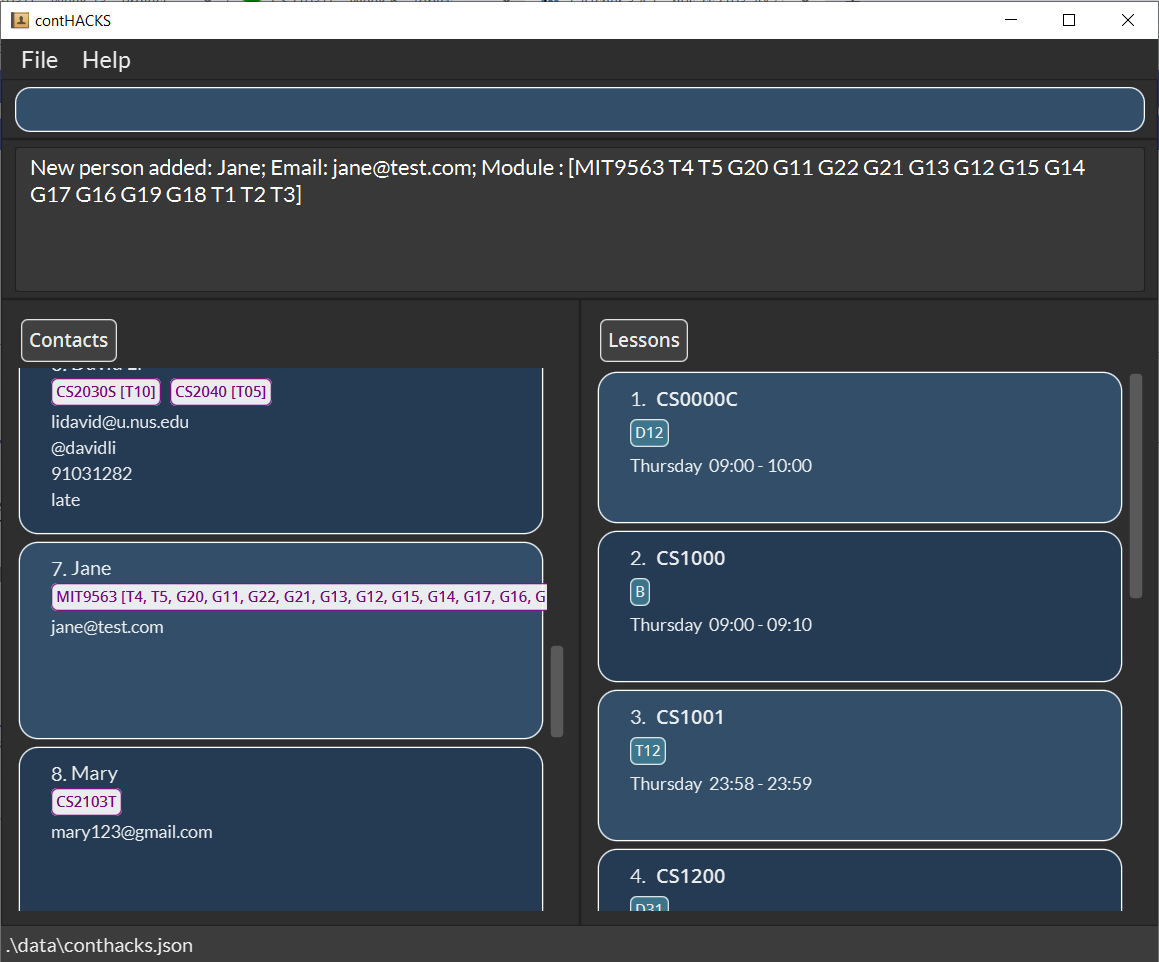 contHACKS
File Help
New person added: Jane; Email: jane@test.com; Module : [MIT9563 T4 T5 G20 G11 G22 G21 G13 G12 G15 G14
G17 G16 G19 G18 T1 T2 T3]
Contacts
CS2030S [T10] CS2040 [T05]
lidavid@u.nus.edu
@davidli
91031282
late
7. Jane
MIT9563 [T4, T5, G20, G11, G22, G21, G13, G12, G15, G14, G17, G16, G
jane@test.com
8. Mary
CS2103T
mary123@gmail.com
Lessons
1. CS0000C
D12
Thursday 09:00 - 10:00
2. CS1000
B
Thursday 09:00 - 09:10
3. CS1001
T12
Thursday 23:58 - 23:59
4. CS1200
D31
.\data\conthacks.json